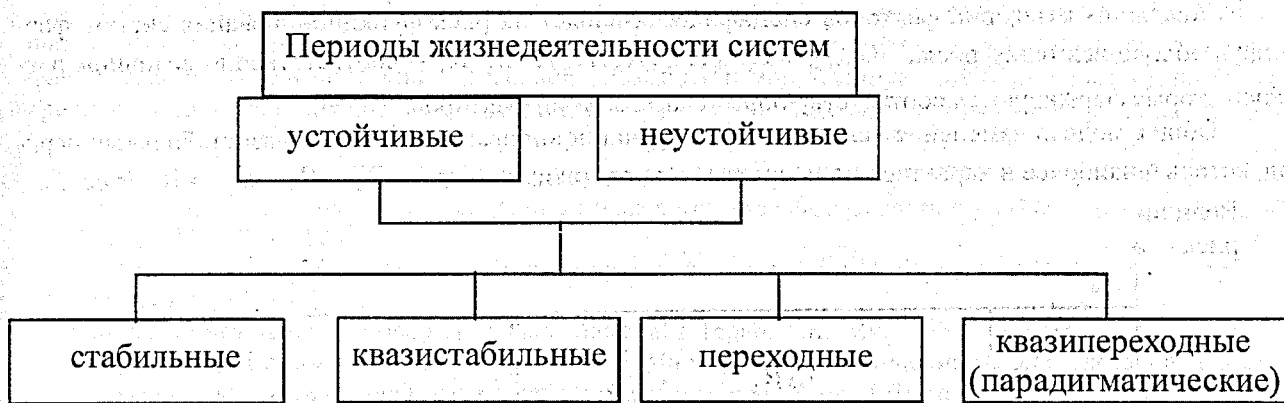 Периоды жизнедеятельности систем
устойчивые неустойчивые
стабильные квазистабильные переходные квазипереходные
(парадигматические)